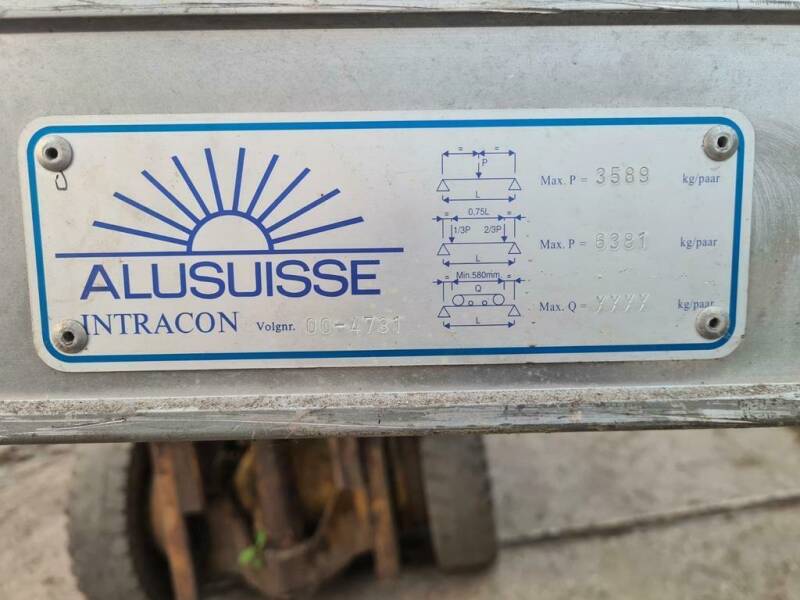 = =
P
L
Max. P = 3589 kg/paar
= 0,75L =
1/3P 2/3P
L
Max. P = 6381 kg/paar
= Min.580mm =
Q
L
Max. Q = YYYY kg/paar
ALUSUISSE
INTRACON Volgnr. 00-4731